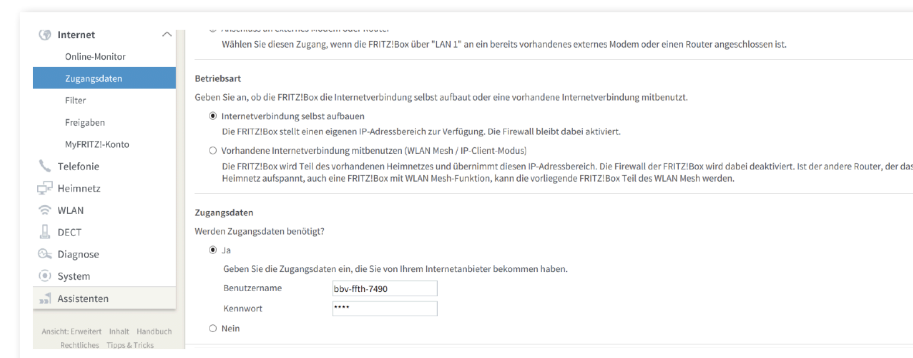 Internet
Online-Monitor
Zugangsdaten
Filter
Freigaben
MyFRITZ!-Konto
Telefonie
Heimnetz
WLAN
DECT
Diagnose
System
Assistenten
Ansicht: Erweitert Inhalt Handbuch
Rechtliches Tipps & Tricks
Anschluss an externes Modem oder Router
Wählen Sie diesen Zugang, wenn die FRITZ!Box über "LAN 1" an ein bereits vorhandenes externes Modem oder einen Router angeschlossen ist.
Betriebsart
Geben Sie an, ob die FRITZ!Box die Internetverbindung selbst aufbaut oder eine vorhandene Internetverbindung mitbenutzt.
Internetverbindung selbst aufbauen
Die FRITZ!Box stellt einen eigenen IP-Adressbereich zur Verfügung. Die Firewall bleibt dabei aktiviert.
Vorhandene Internetverbindung mitbenutzen (WLAN Mesh / IP-Client-Modus)
Die FRITZ!Box wird Teil des vorhandenen Heimnetzes und übernimmt diesen IP-Adressbereich. Die Firewall der FRITZ!Box wird dabei deaktiviert. Ist der andere Router, der das
Heimnetz aufspannt, auch eine FRITZ!Box mit WLAN Mesh-Funktion, kann die vorliegende FRITZ!Box Teil des WLAN Mesh werden.
Zugangsdaten
Werden Zugangsdaten benötigt?
Ja
Geben Sie die Zugangsdaten ein, die Sie von Ihrem Internetanbieter bekommen haben.
Benutzername bbv-ffth-7490
Kennwort ****
Nein